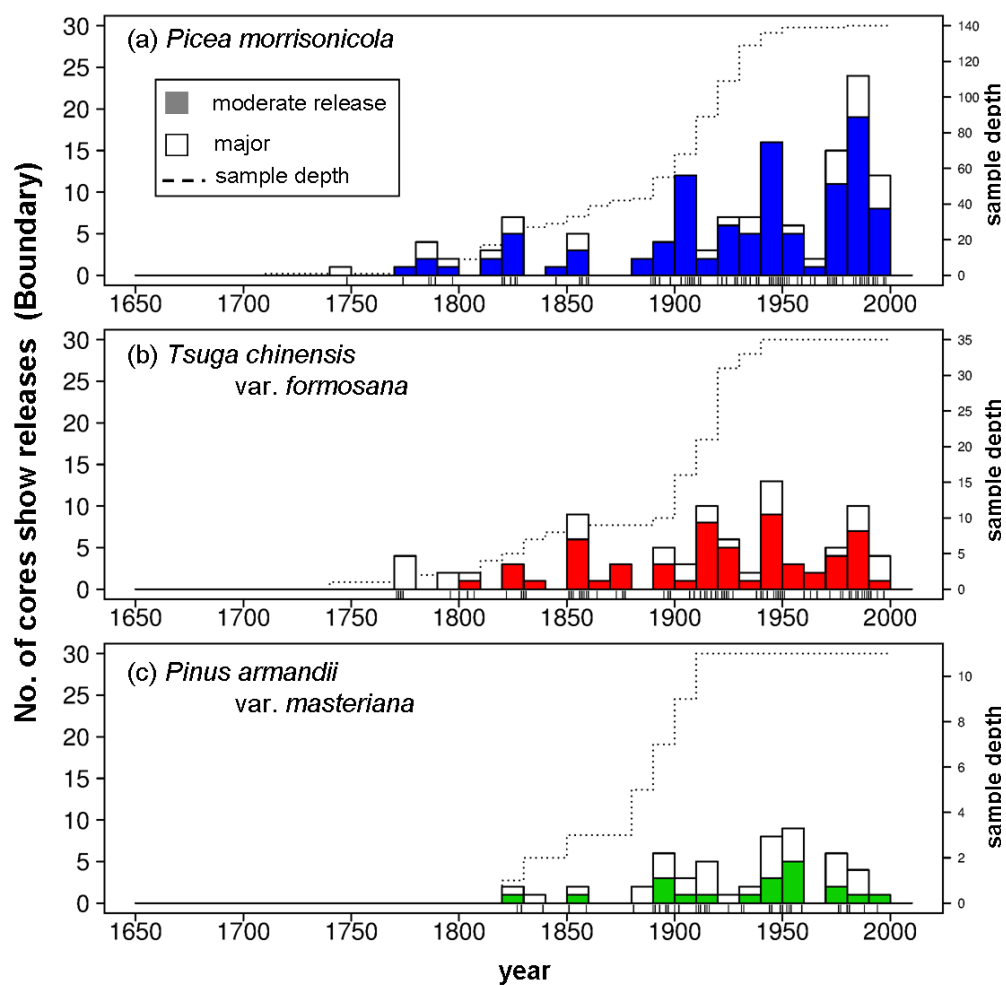 No. of cores show releases (Boundary)
(a) Picea morrisonicola
moderate release
major
sample depth
30
25
20
15
10
5
0
140
120
100
80
60
40
20
0
sample depth
1650 1700 1750 1800 1850 1900 1950 2000
(b) Tsuga chinensis
var. formosana
30
25
20
15
10
5
0
35
30
25
20
15
10
5
0
sample depth
1650 1700 1750 1800 1850 1900 1950 2000
(c) Pinus armandii
var. masteriana
30
25
20
15
10
5
0
10
8
6
4
2
0
sample depth
1650 1700 1750 1800 1850 1900 1950 2000
year